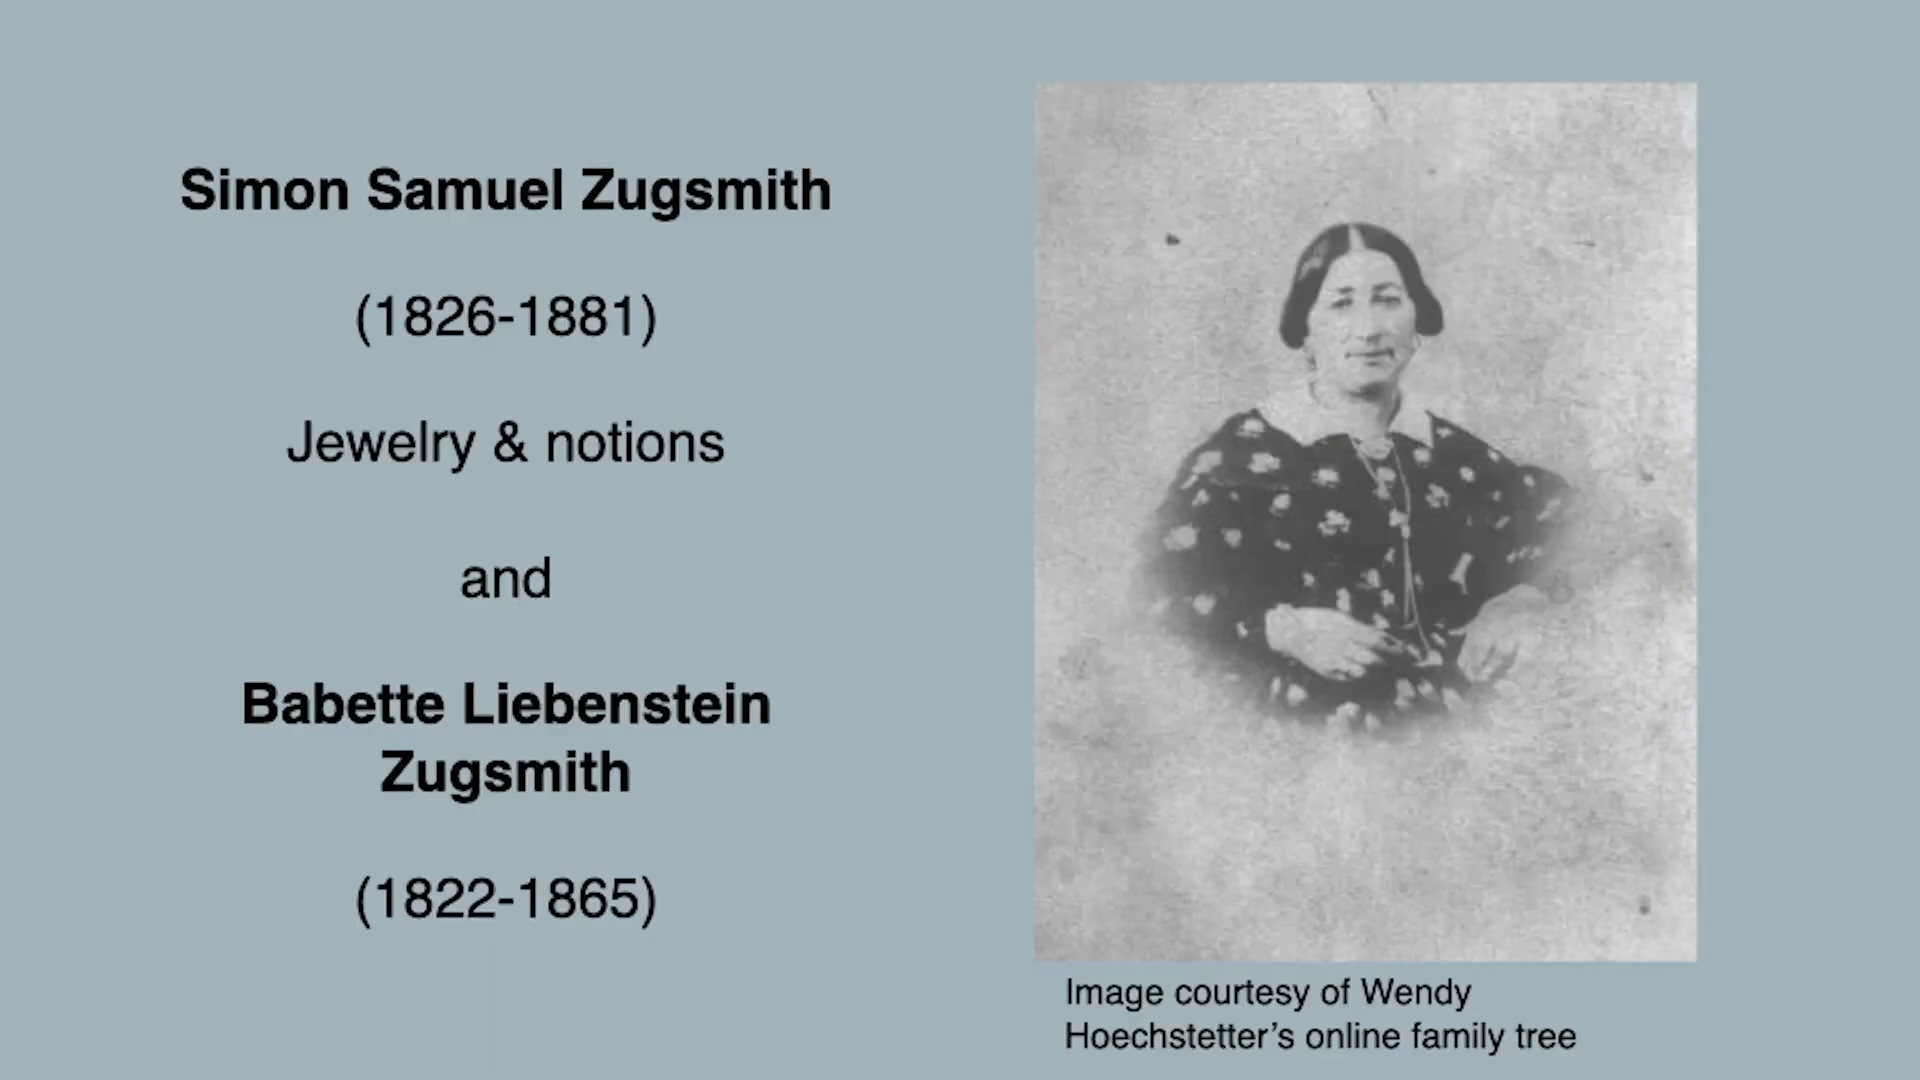 Simon Samuel Zugsmith
(1826-1881)
Jewelry & notions
and
Babette Liebenstein
Zugsmith
(1822-1865)
Image courtesy of Wendy
Hoechstetter’s online family tree